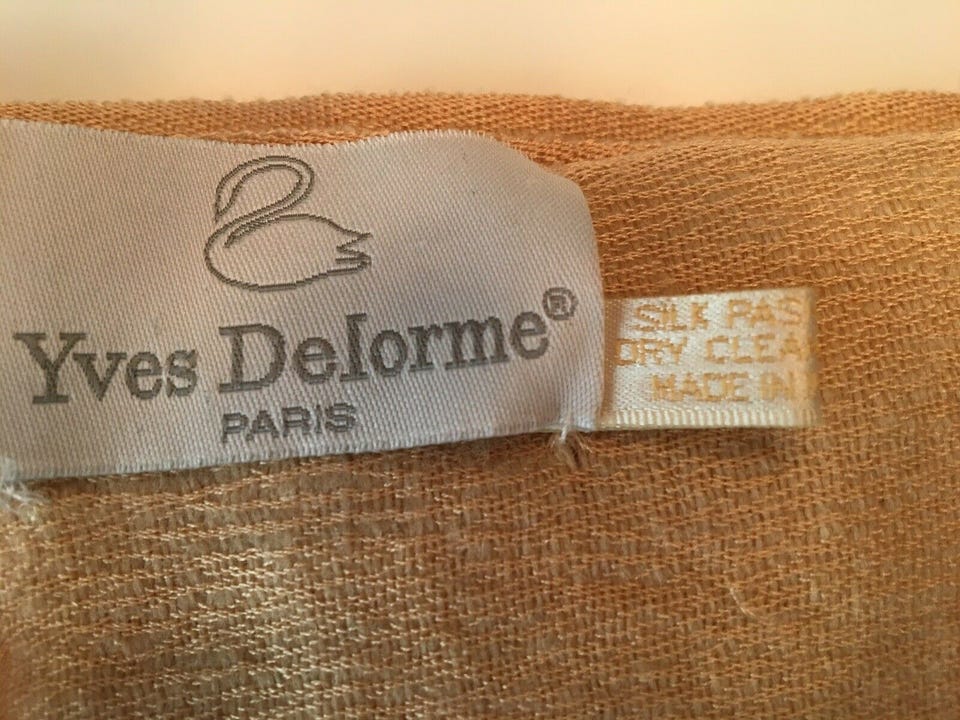 Yves Delorme®
PARIS
SILK PAS
DRY CLEA
MADE IN